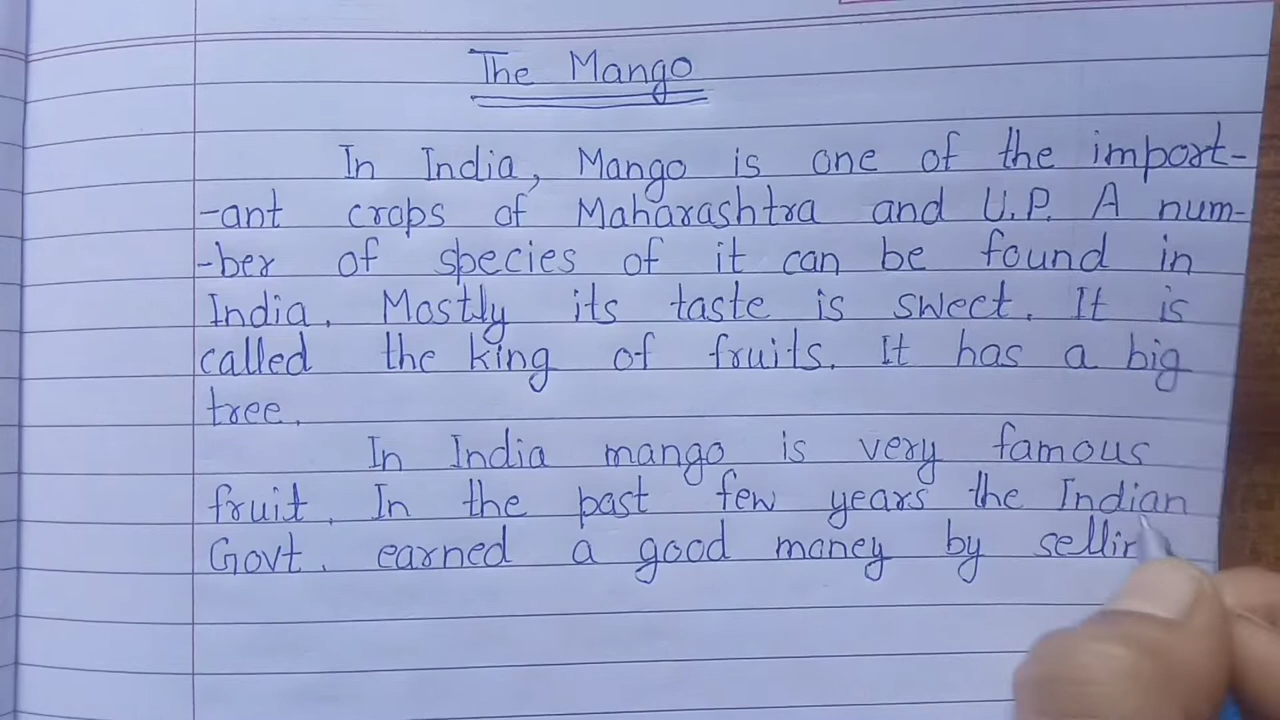 The Mango
In India, Mango is one of the import-
-ant crops of Maharashtra and U.P. A num-
-ber of species of it can be found in
India. Mostly its taste is sweet. It is
called the king of fruits. It has a big
tree.
In India mango is very famous
fruit. In the past few years the Indian
Govt. earned a good money by sellin